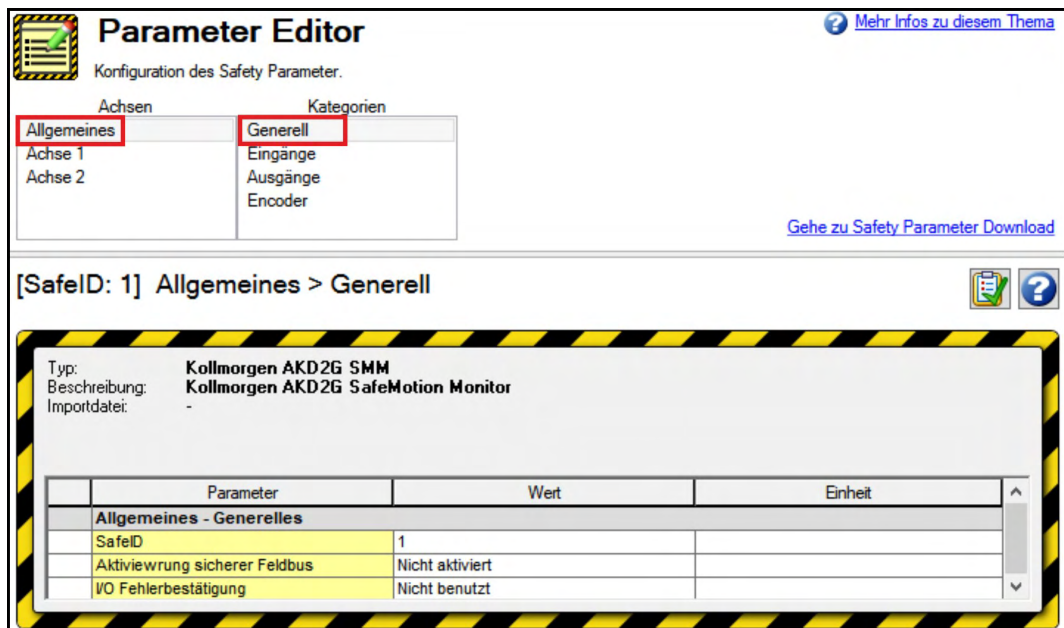 Parameter Editor
Mehr Infos zu diesem Thema
Konfiguration des Safety Parameter.
Achsen Kategorien
Allgemeines Generell
Achse 1 Eingänge
Achse 2 Ausgänge
Encoder
Gehe zu Safety Parameter Download
[SafeID: 1] Allgemeines > Generell
Typ: Kollmorgen AKD2G SMM
Beschreibung: Kollmorgen AKD2G SafeMotion Monitor
Importdatei: -
Parameter Wert Einheit
Allgemeines - Generelles
SafeID 1
Aktiviewrung sicherer Feldbus Nicht aktiviert
I/O Fehlerbestätigung Nicht benutzt